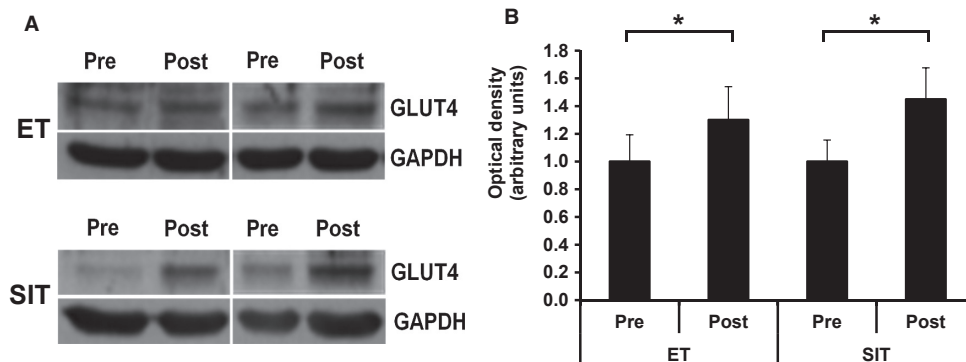 A
Pre Post Pre Post
ET
GLUT4
GAPDH
Pre Post Pre Post
SIT
GLUT4
GAPDH
B
* *
Optical density
(arbitrary units)
1.8
1.6
1.4
1.2
1.0
0.8
0.6
0.4
0.2
0.0
Pre Post Pre Post
ET SIT